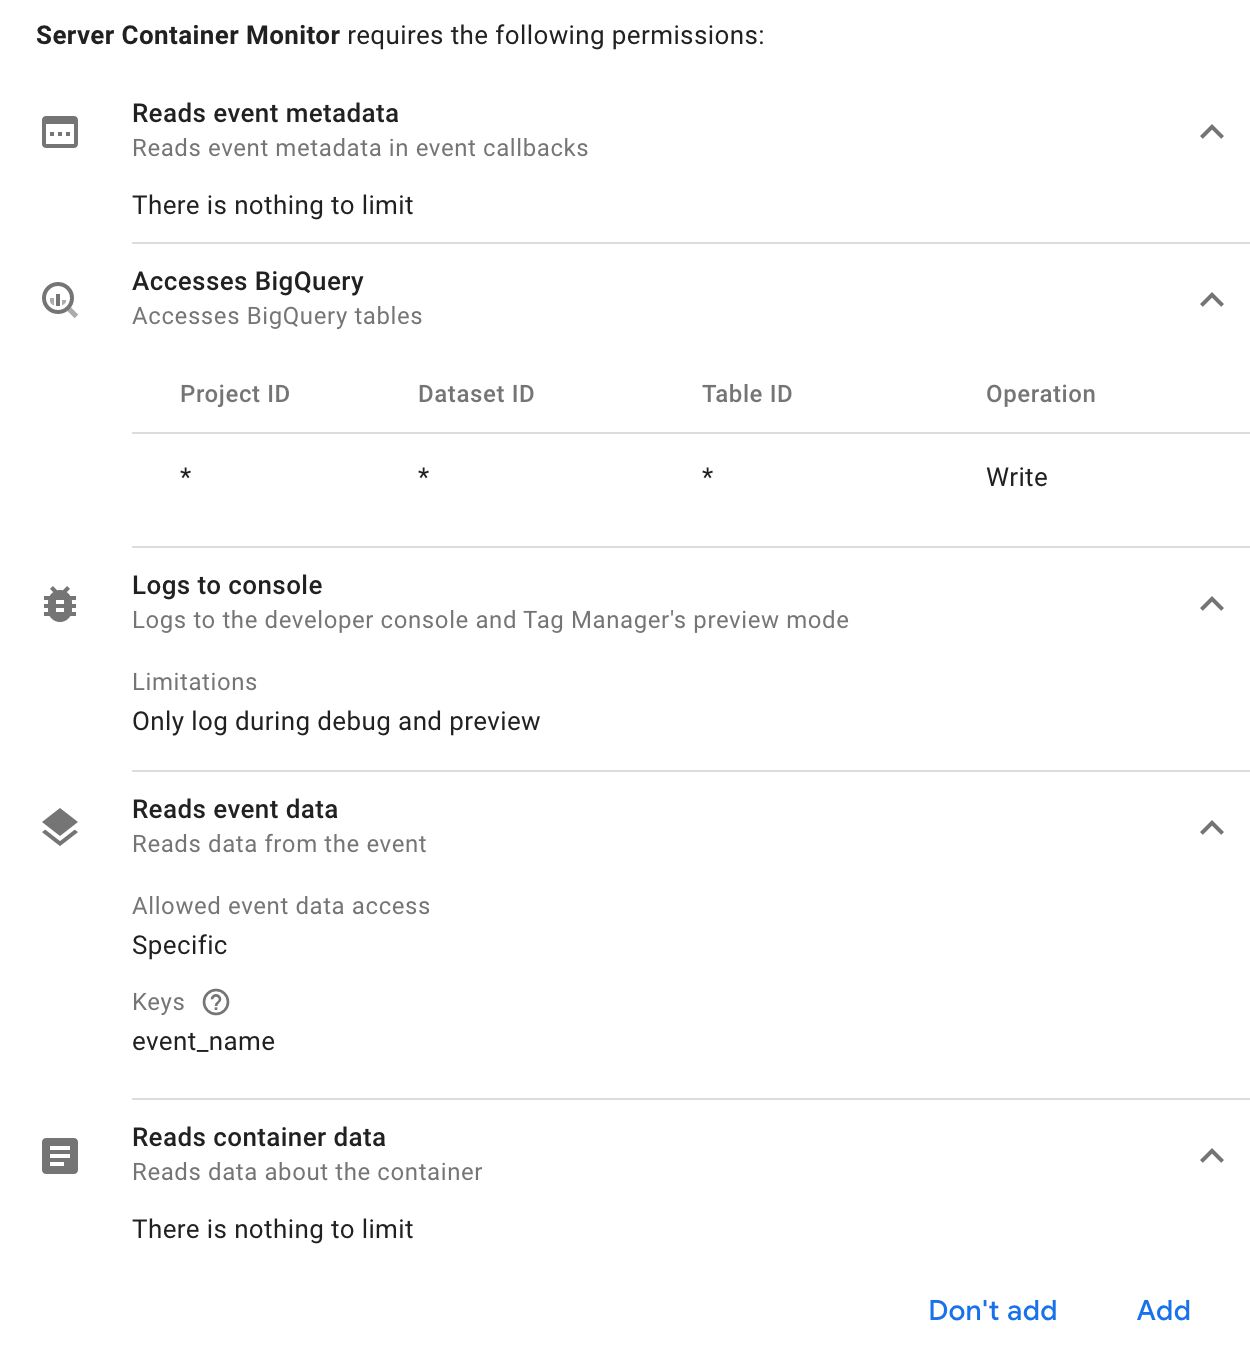 Server Container Monitor requires the following permissions:
Reads event metadata
Reads event metadata in event callbacks
There is nothing to limit
Accesses BigQuery
Accesses BigQuery tables
Project ID Dataset ID Table ID Operation
* * * Write
Logs to console
Logs to the developer console and Tag Manager's preview mode
Limitations
Only log during debug and preview
Reads event data
Reads data from the event
Allowed event data access
Specific
Keys ?
event_name
Reads container data
Reads data about the container
There is nothing to limit
Don't add Add